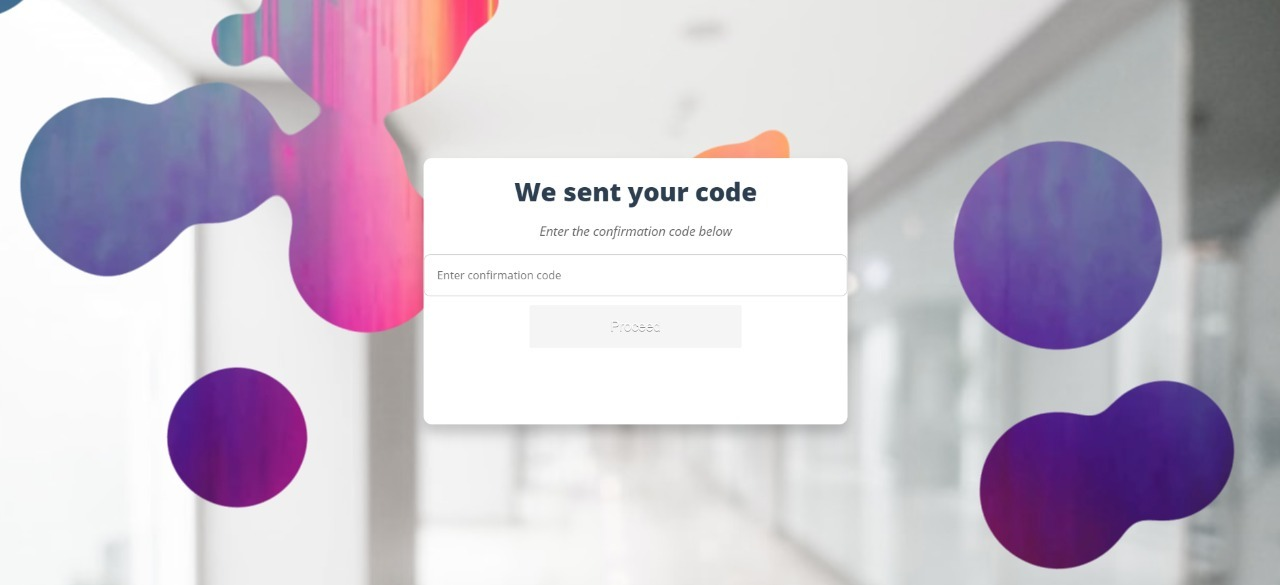 We sent your code
Enter the confirmation code below
Enter confirmation code
Proceed